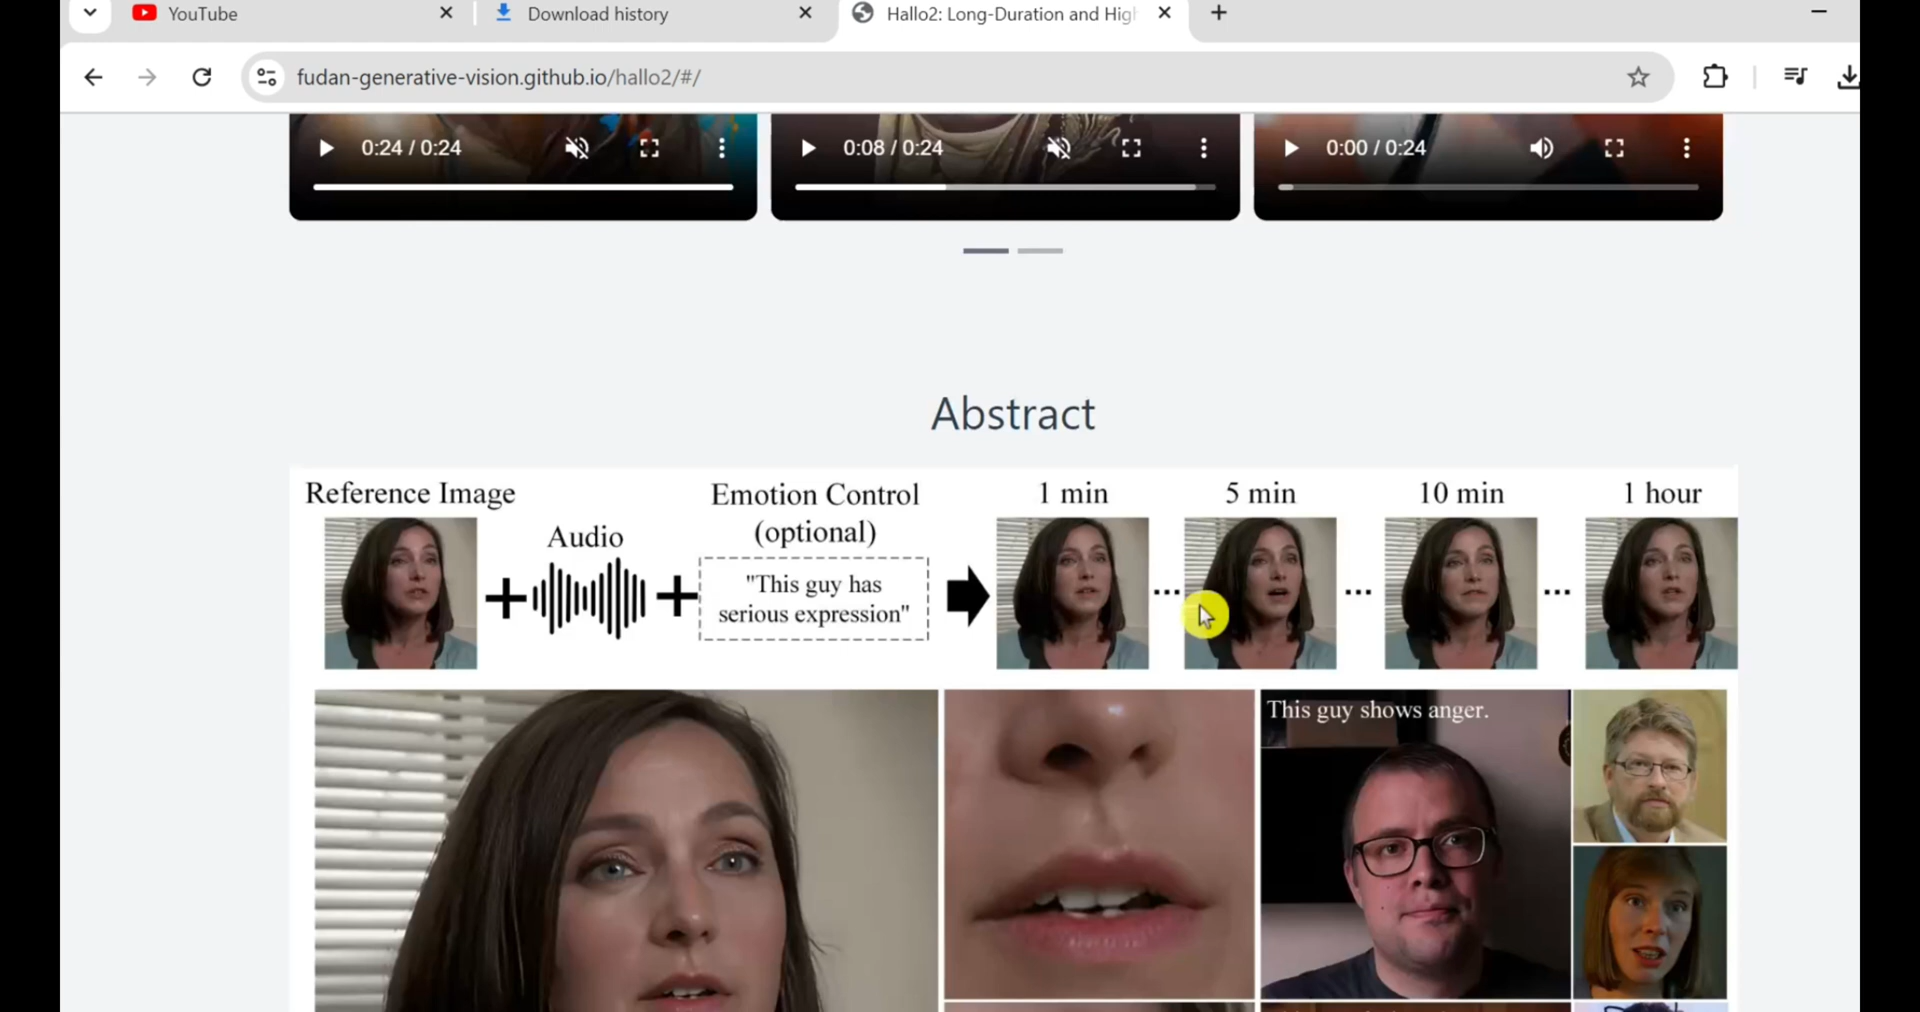 YouTube
Download history
Hallo2: Long-Duration and Hig
fudan-generative-vision.github.io/hallo2/#/
0:24 / 0:24
0:08 / 0:24
0:00 / 0:24
Abstract
Reference Image
Audio
Emotion Control
(optional)
"This guy has
serious expression"
1 min
5 min
10 min
1 hour
...
...
...
This guy shows anger.